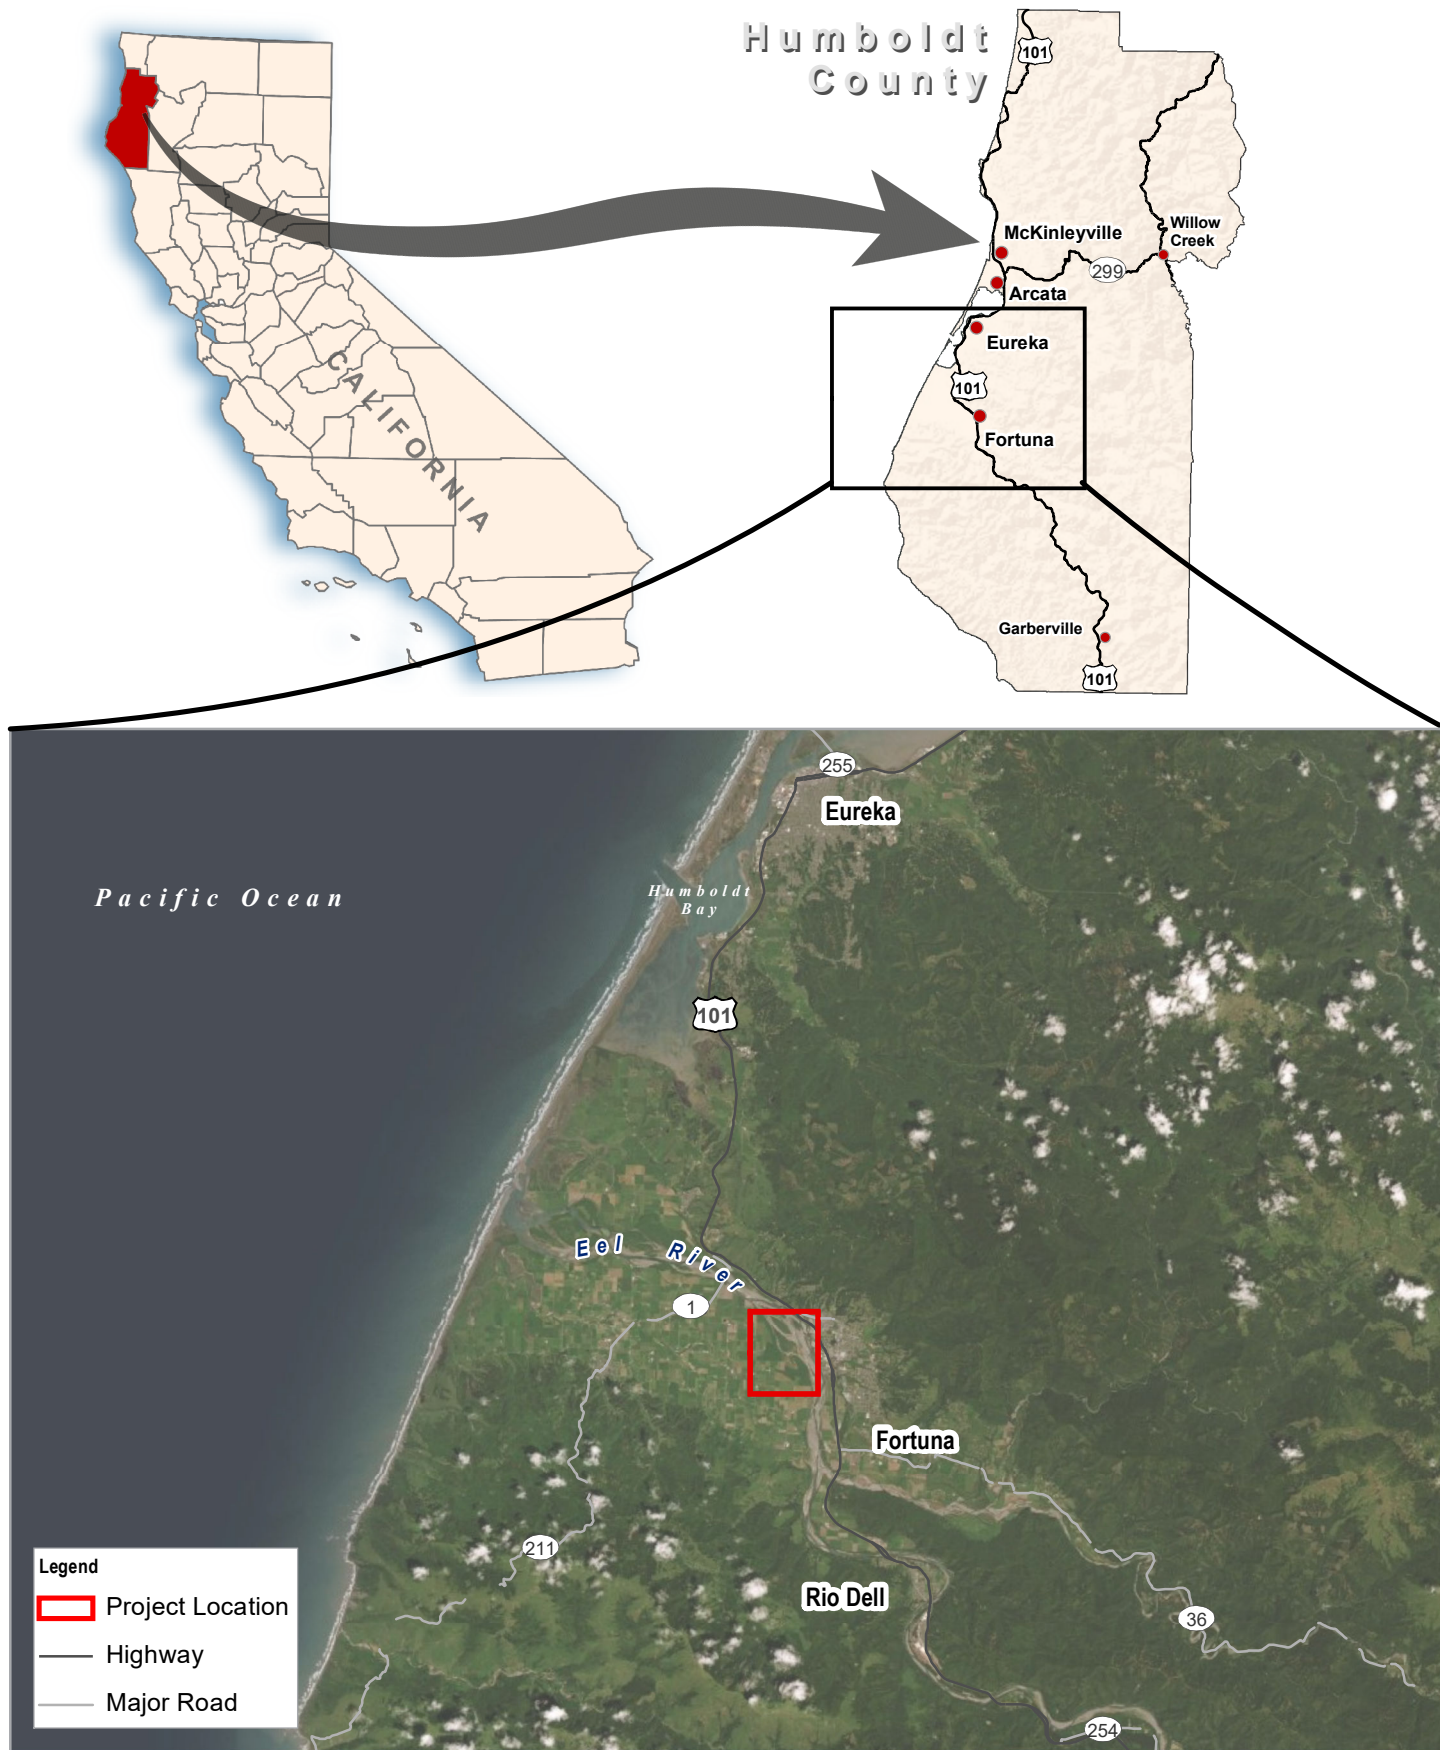 Humboldt
County
101
McKinleyville
Willow
Creek
299
Arcata
Eureka
101
Fortuna
CALIFORNIA
Garberville
101
255
Eureka
Pacific Ocean
Humboldt
Bay
101
Eel River
1
Fortuna
211
Rio Dell
36
254
Legend
Project Location
Highway
Major Road